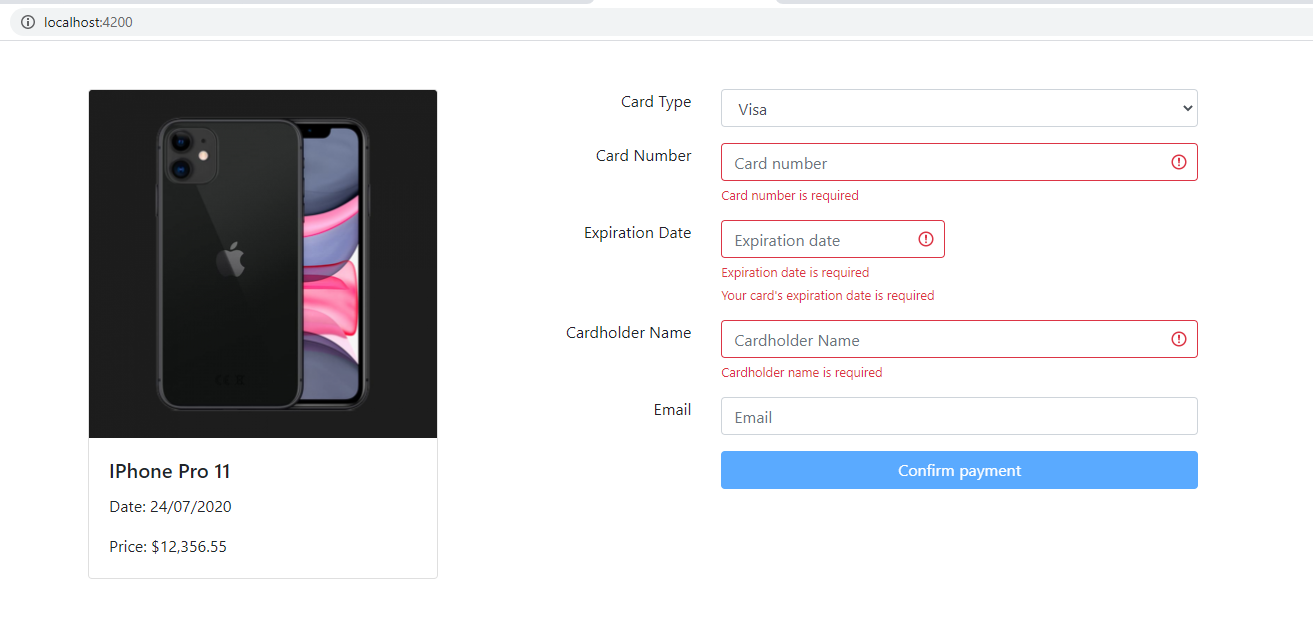 localhost:4200
Card Type
Visa
Card Number
Card number
Card number is required
Expiration Date
Expiration date
Expiration date is required
Your card's expiration date is required
Cardholder Name
Cardholder Name
Cardholder name is required
Email
Email
Confirm payment
IPhone Pro 11
Date: 24/07/2020
Price: $12,356.55